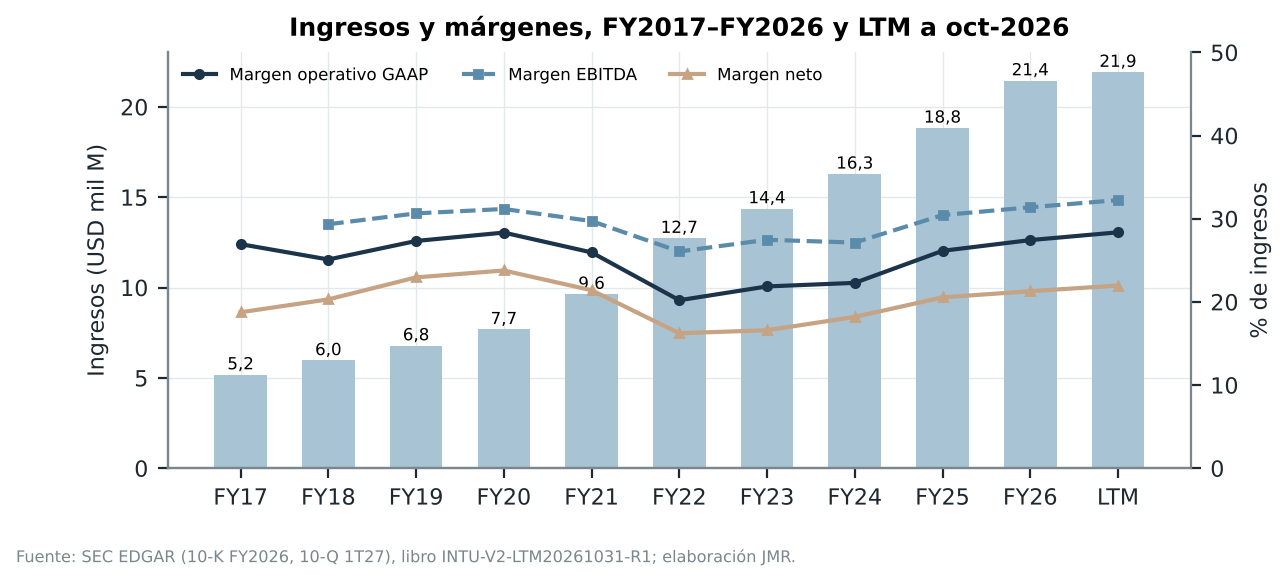 Ingresos y márgenes, FY2017–FY2026 y LTM a oct-2026
Margen operativo GAAP
Margen EBITDA
Margen neto
Ingresos (USD mil M)
20
15
10
5
0
5,2
6,0
6,8
7,7
9,6
12,7
14,4
16,3
18,8
21,4
21,9
50
40
30
20
10
0
% de ingresos
FY17 FY18 FY19 FY20 FY21 FY22 FY23 FY24 FY25 FY26 LTM
Fuente: SEC EDGAR (10-K FY2026, 10-Q 1T27), libro INTU-V2-LTM20261031-R1; elaboración JMR.